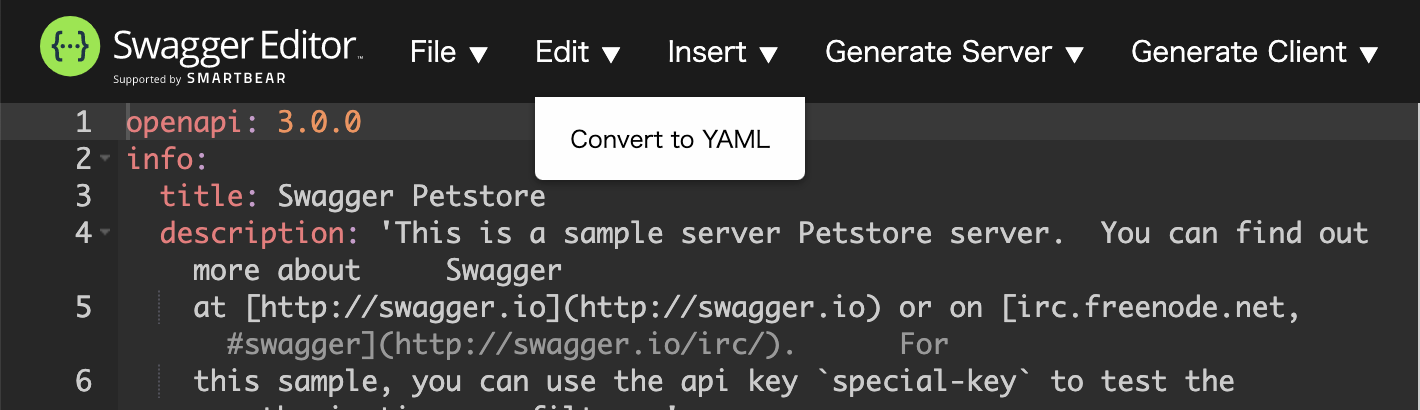 Swagger Editor™
Supported by SMARTBEAR
File ▼ Edit ▼ Insert ▼ Generate Server ▼ Generate Client ▼
Convert to YAML
1 openapi: 3.0.0
2 info:
3 title: Swagger Petstore
4 description: 'This is a sample server Petstore server.  You can find out
more about     Swagger
5 at [http://swagger.io](http://swagger.io) or on [irc.freenode.net,
#swagger](http://swagger.io/irc/).      For
6 this sample, you can use the api key `special-key` to test the